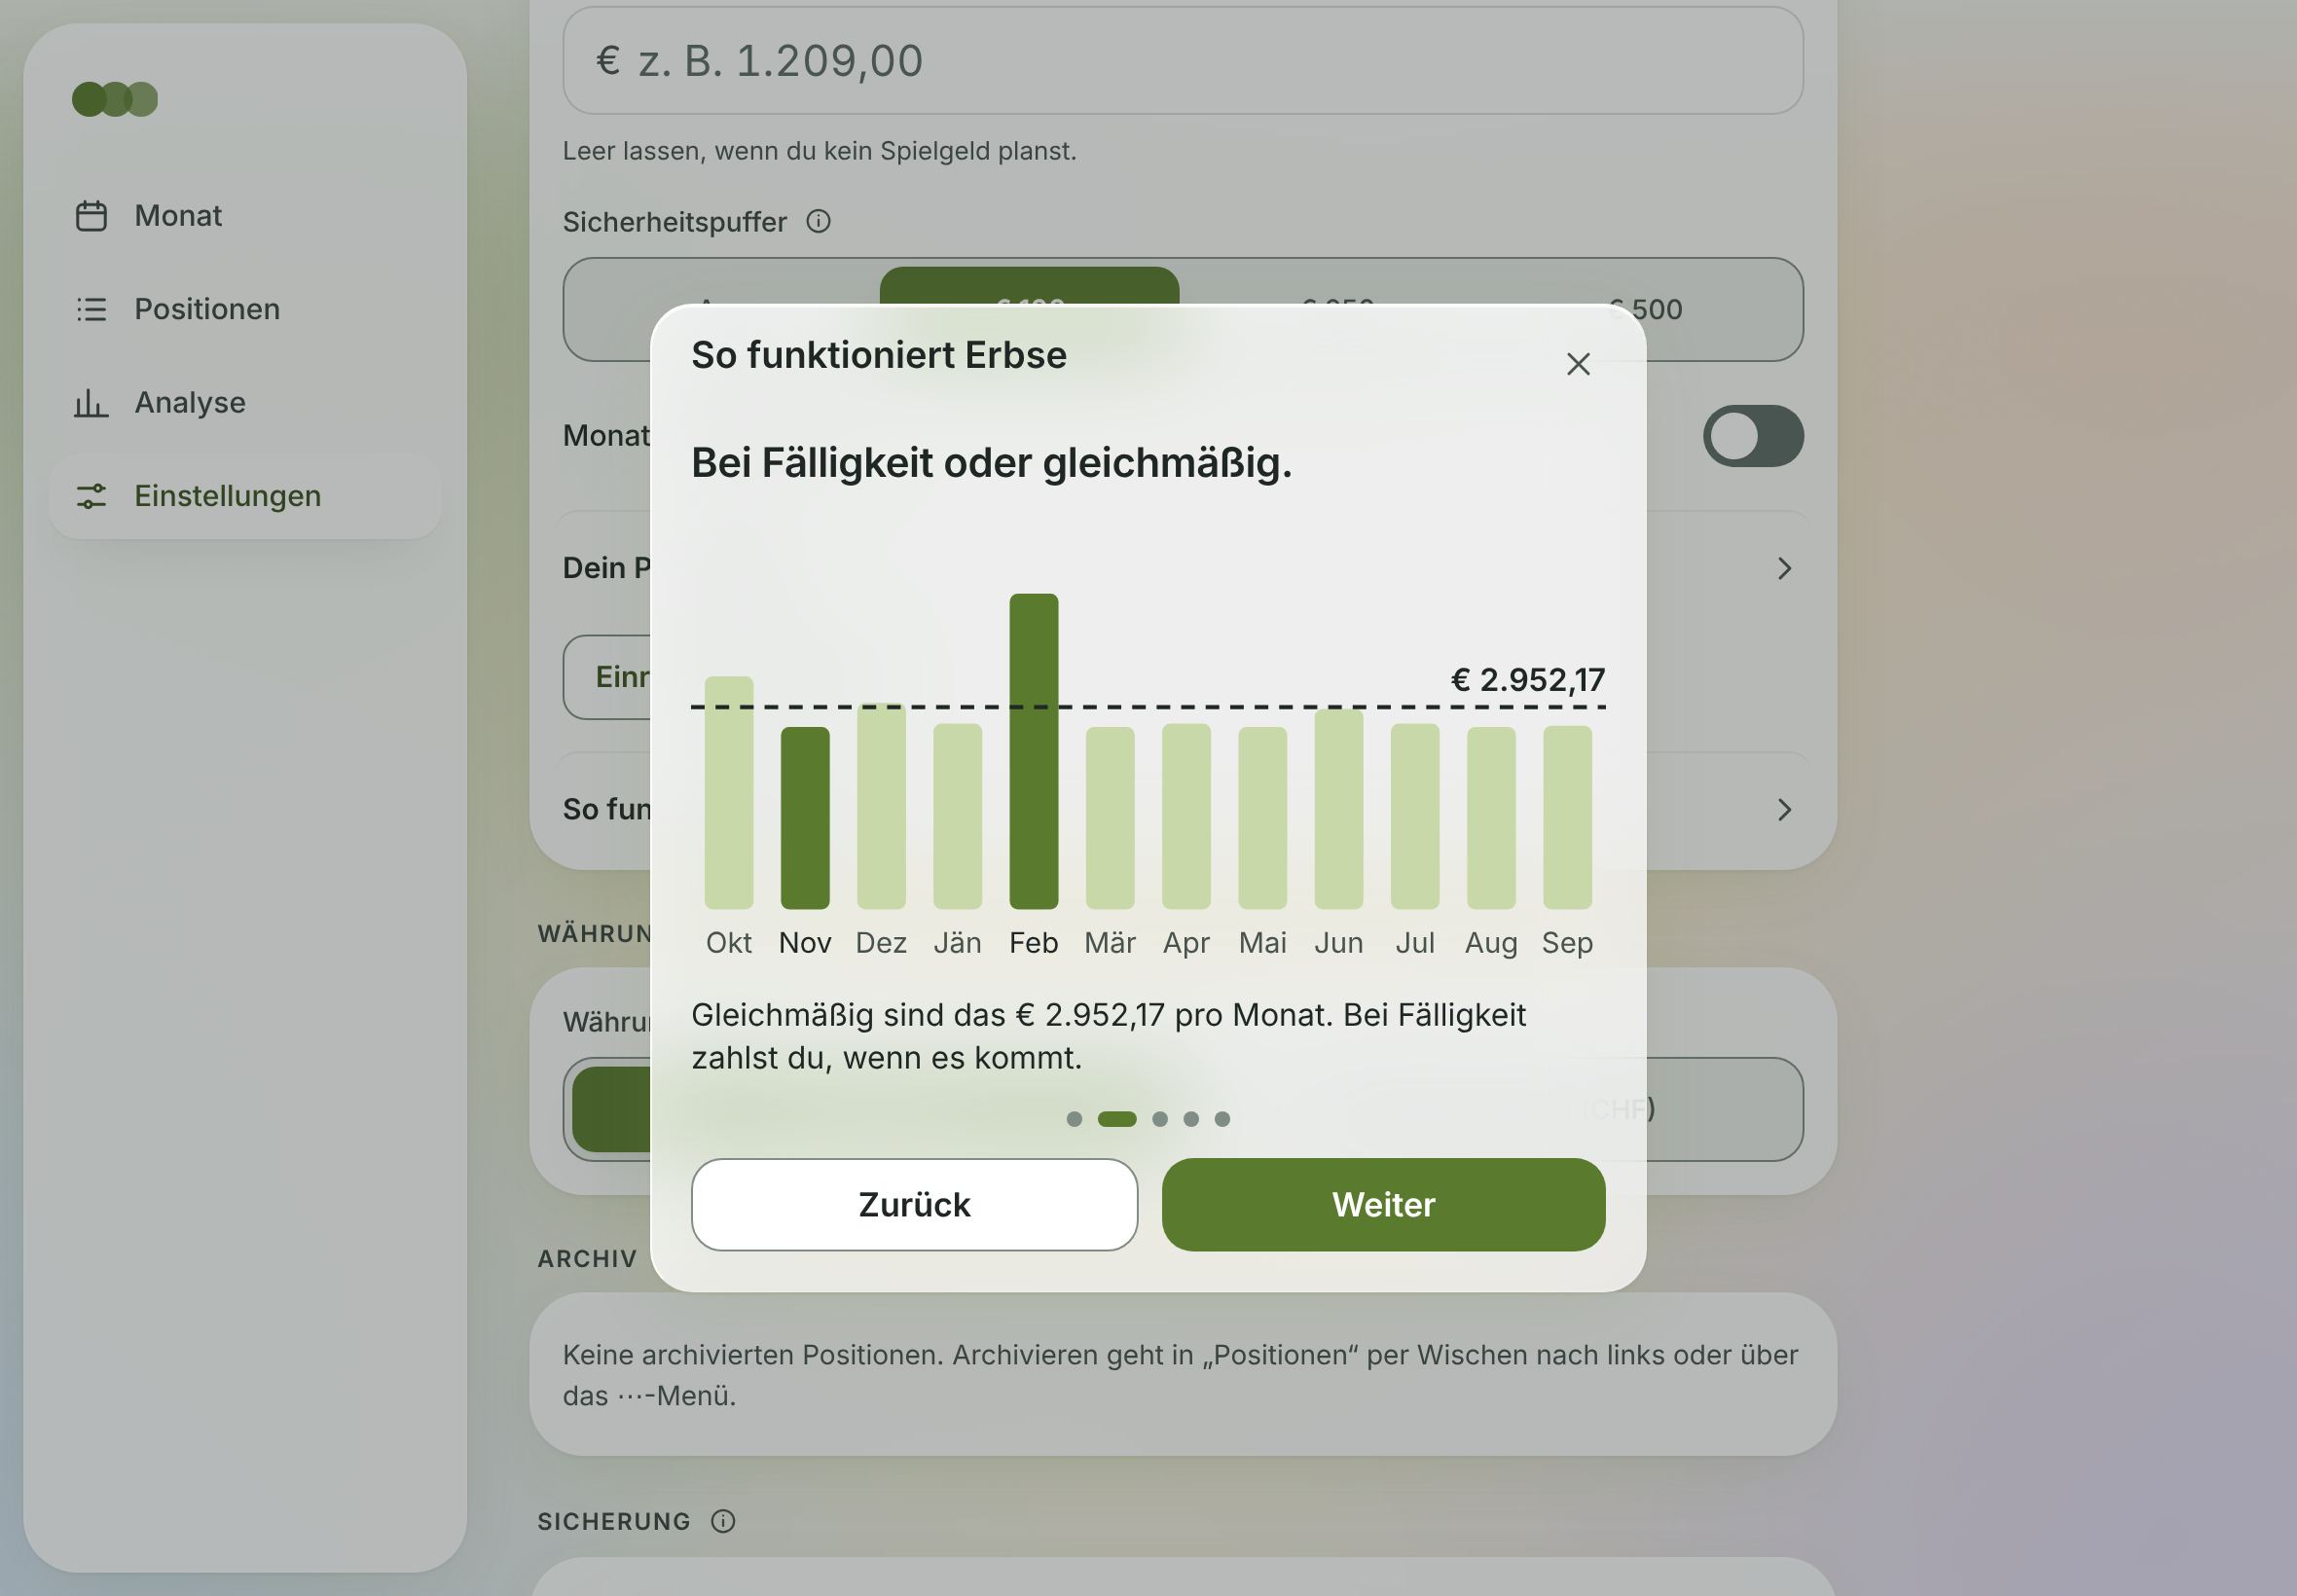 € z. B. 1.209,00
Leer lassen, wenn du kein Spielgeld planst.
Monat
Sicherheitspuffer
Positionen
€ 500
So funktioniert Erbse
Analyse
Monat
Bei Fälligkeit oder gleichmäßig.
Einstellungen
Dein P
Einr
€ 2.952,17
So fun
Okt Nov Dez Jän Feb Mär Apr Mai Jun Jul Aug Sep
WÄHRUN
Währu
Gleichmäßig sind das € 2.952,17 pro Monat. Bei Fälligkeit
zahlst du, wenn es kommt.
CHF)
Zurück
Weiter
ARCHIV
Keine archivierten Positionen. Archivieren geht in „Positionen“ per Wischen nach links oder über
das ···-Menü.
SICHERUNG